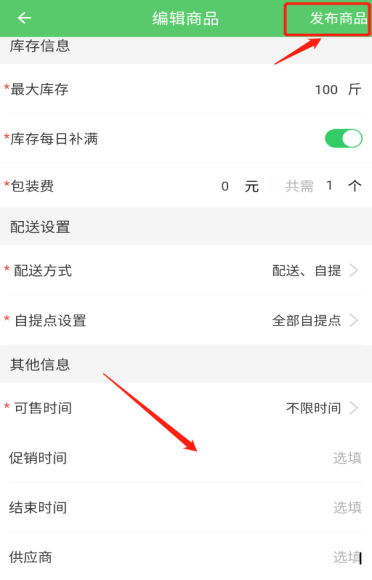 编辑商品 发布商品
库存信息
*最大库存 100 斤
*库存每日补满
*包装费 0 元 共需 1 个
配送设置
* 配送方式 配送、自提
* 自提点设置 全部自提点
其他信息
* 可售时间 不限时间
促销时间 选填
结束时间 选填
供应商 选填